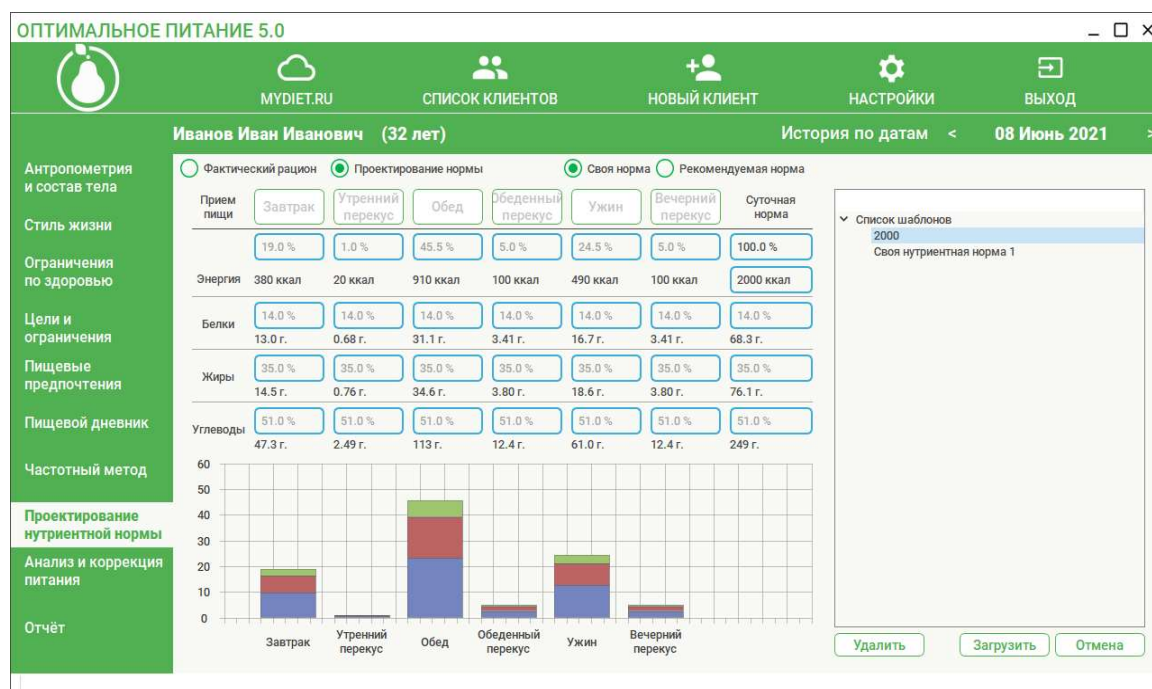 ОПТИМАЛЬНОЕ ПИТАНИЕ 5.0
MYDIET.RU СПИСОК КЛИЕНТОВ НОВЫЙ КЛИЕНТ НАСТРОЙКИ ВЫХОД
Иванов Иван Иванович (32 лет) История по датам < 08 Июнь 2021 >
Антропометрия
и состав тела
Стиль жизни
Ограничения
по здоровью
Цели и
ограничения
Пищевые
предпочтения
Пищевой дневник
Частотный метод
Проектирование
нутриентной нормы
Анализ и коррекция
питания
Отчёт
Фактический рацион Проектирование нормы Своя норма Рекомендуемая норма
Прием
пищи
Завтрак
Утренний
перекус
Обед
Обеденный
перекус
Ужин
Вечерний
перекус
Суточная
норма
19.0 % 1.0 % 45.5 % 5.0 % 24.5 % 5.0 % 100.0 %
Энергия 380 ккал 20 ккал 910 ккал 100 ккал 490 ккал 100 ккал 2000 ккал
Белки
14.0 % 14.0 % 14.0 % 14.0 % 14.0 % 14.0 % 14.0 %
13.0 г. 0.68 г. 31.1 г. 3.41 г. 16.7 г. 3.41 г. 68.3 г.
Жиры
35.0 % 35.0 % 35.0 % 35.0 % 35.0 % 35.0 % 35.0 %
14.5 г. 0.76 г. 34.6 г. 3.80 г. 18.6 г. 3.80 г. 76.1 г.
Углеводы
51.0 % 51.0 % 51.0 % 51.0 % 51.0 % 51.0 % 51.0 %
47.3 г. 2.49 г. 113 г. 12.4 г. 61.0 г. 12.4 г. 249 г.
60
50
40
30
20
10
0
Завтрак
Утренний
перекус
Обед
Обеденный
перекус
Ужин
Вечерний
перекус
Список шаблонов
2000
Своя нутриентная норма 1
Удалить Загрузить Отмена